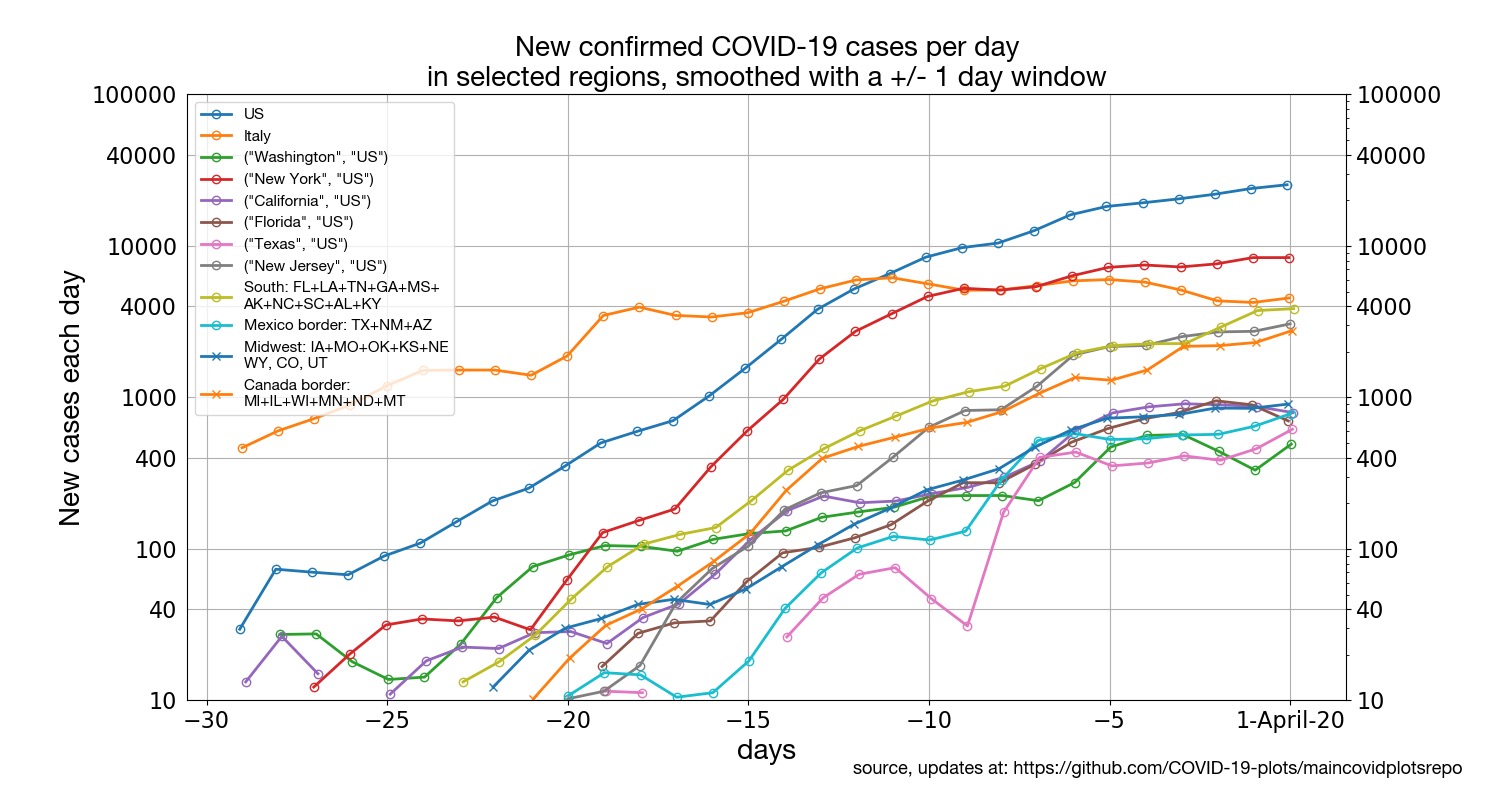 New confirmed COVID-19 cases per day
in selected regions, smoothed with a +/- 1 day window
100000
40000
10000
4000
1000
400
100
40
10
New cases each day
US
Italy
("Washington", "US")
("New York", "US")
("California", "US")
("Florida", "US")
("Texas", "US")
("New Jersey", "US")
South: FL+LA+TN+GA+MS+
AK+NC+SC+AL+KY
Mexico border: TX+NM+AZ
Midwest: IA+MO+OK+KS+NE
WY, CO, UT
Canada border:
MI+IL+WI+MN+ND+MT
100000
40000
10000
4000
1000
400
100
40
10
−30
−25
−20
−15
−10
−5
1-April-20
days
source, updates at: https://github.com/COVID-19-plots/maincovidplotsrepo